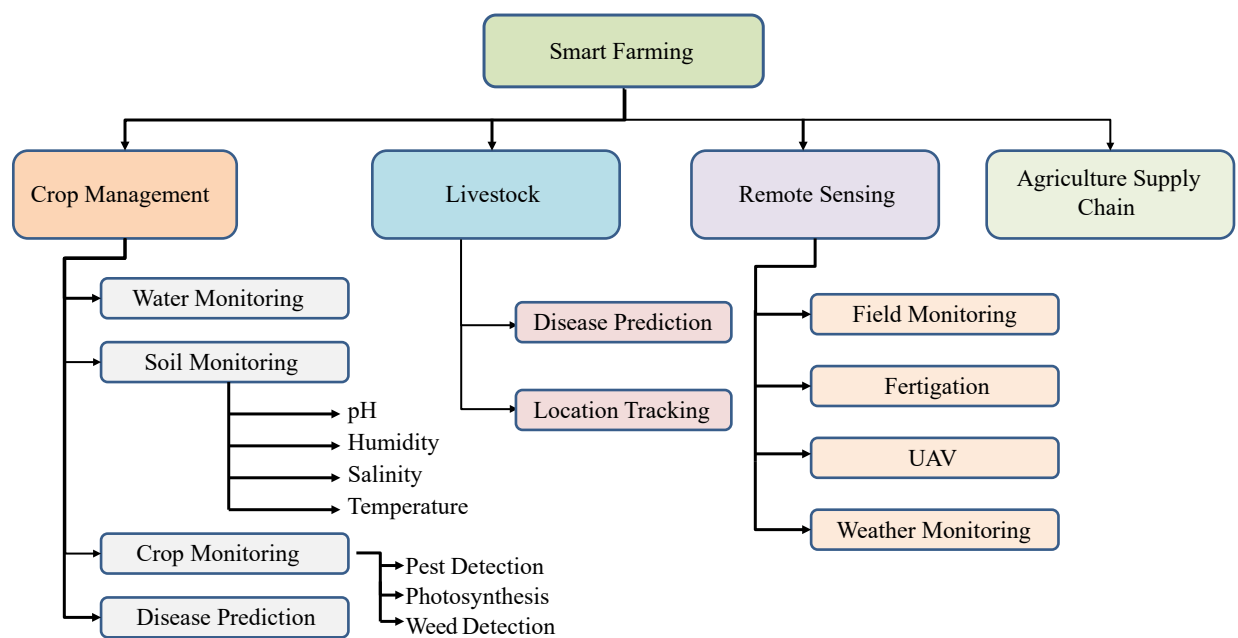 Smart Farming
Crop Management
Livestock
Remote Sensing
Agriculture Supply
Chain
Water Monitoring
Soil Monitoring
pH
Humidity
Salinity
Temperature
Crop Monitoring
Pest Detection
Photosynthesis
Weed Detection
Disease Prediction
Disease Prediction
Location Tracking
Field Monitoring
Fertigation
UAV
Weather Monitoring